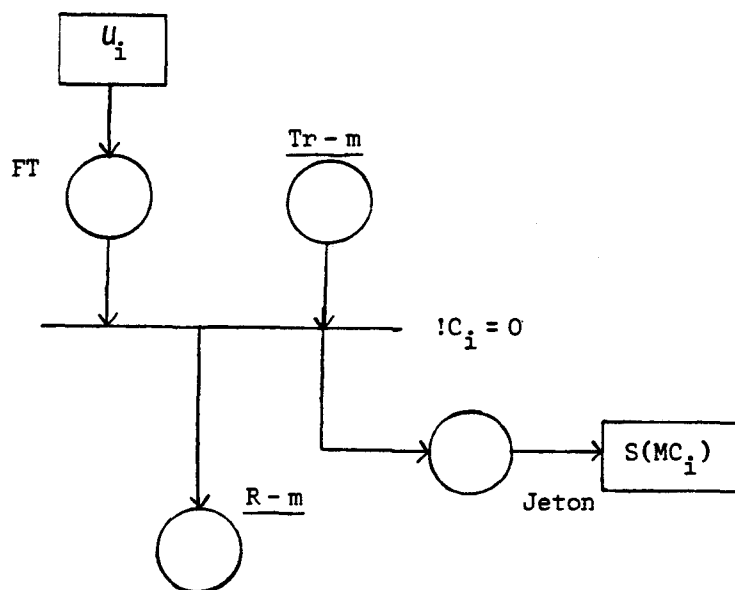 u_i
Tr - m
FT
!C_i = 0
S(MC_i)
Jeton
R - m